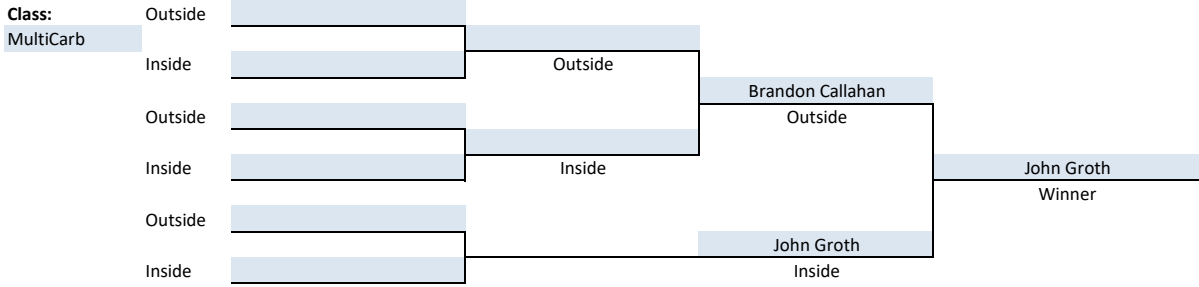 Class: Outside
MultiCarb
Inside Outside
Brandon Callahan
Outside Outside
Inside Inside John Groth
Winner
Outside
John Groth
Inside Inside